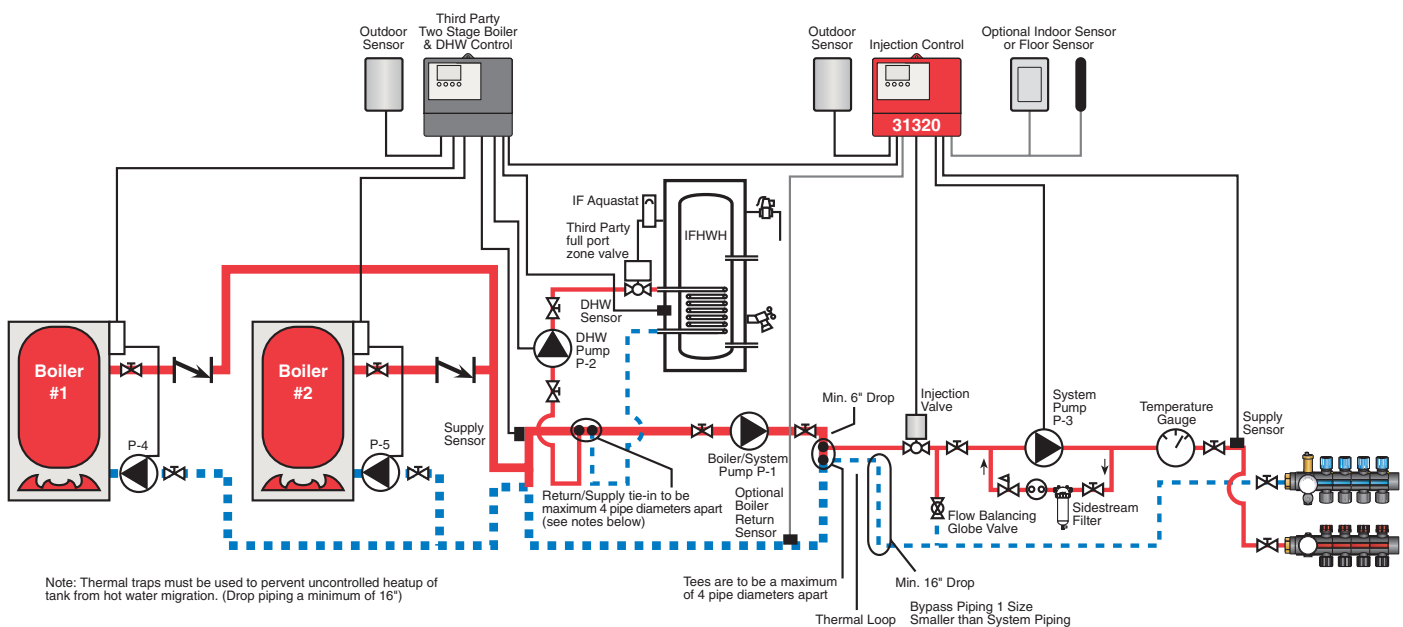 Third Party
Two Stage Boiler
& DHW Control
Outdoor
Sensor
Outdoor
Sensor
Injection Control
Optional Indoor Sensor
or Floor Sensor
31320
IF Aquastat
IFHWH
Third Party
full port
zone valve
DHW
Sensor
DHW
Pump
P-2
Boiler
#1
Boiler
#2
P-4
P-5
Supply
Sensor
Boiler/System
Pump P-1
Optional
Boiler
Return
Sensor
Min. 6" Drop
Injection
Valve
System
Pump
P-3
Temperature
Gauge
Supply
Sensor
Return/Supply tie-in to be
maximum 4 pipe diameters apart
(see notes below)
Flow Balancing
Globe Valve
Sidestream
Filter
Note: Thermal traps must be used to pervent uncontrolled heatup of
tank from hot water migration. (Drop piping a minimum of 16")
Tees are to be a maximum
of 4 pipe diameters apart
Min. 16" Drop
Thermal Loop
Bypass Piping 1 Size
Smaller than System Piping